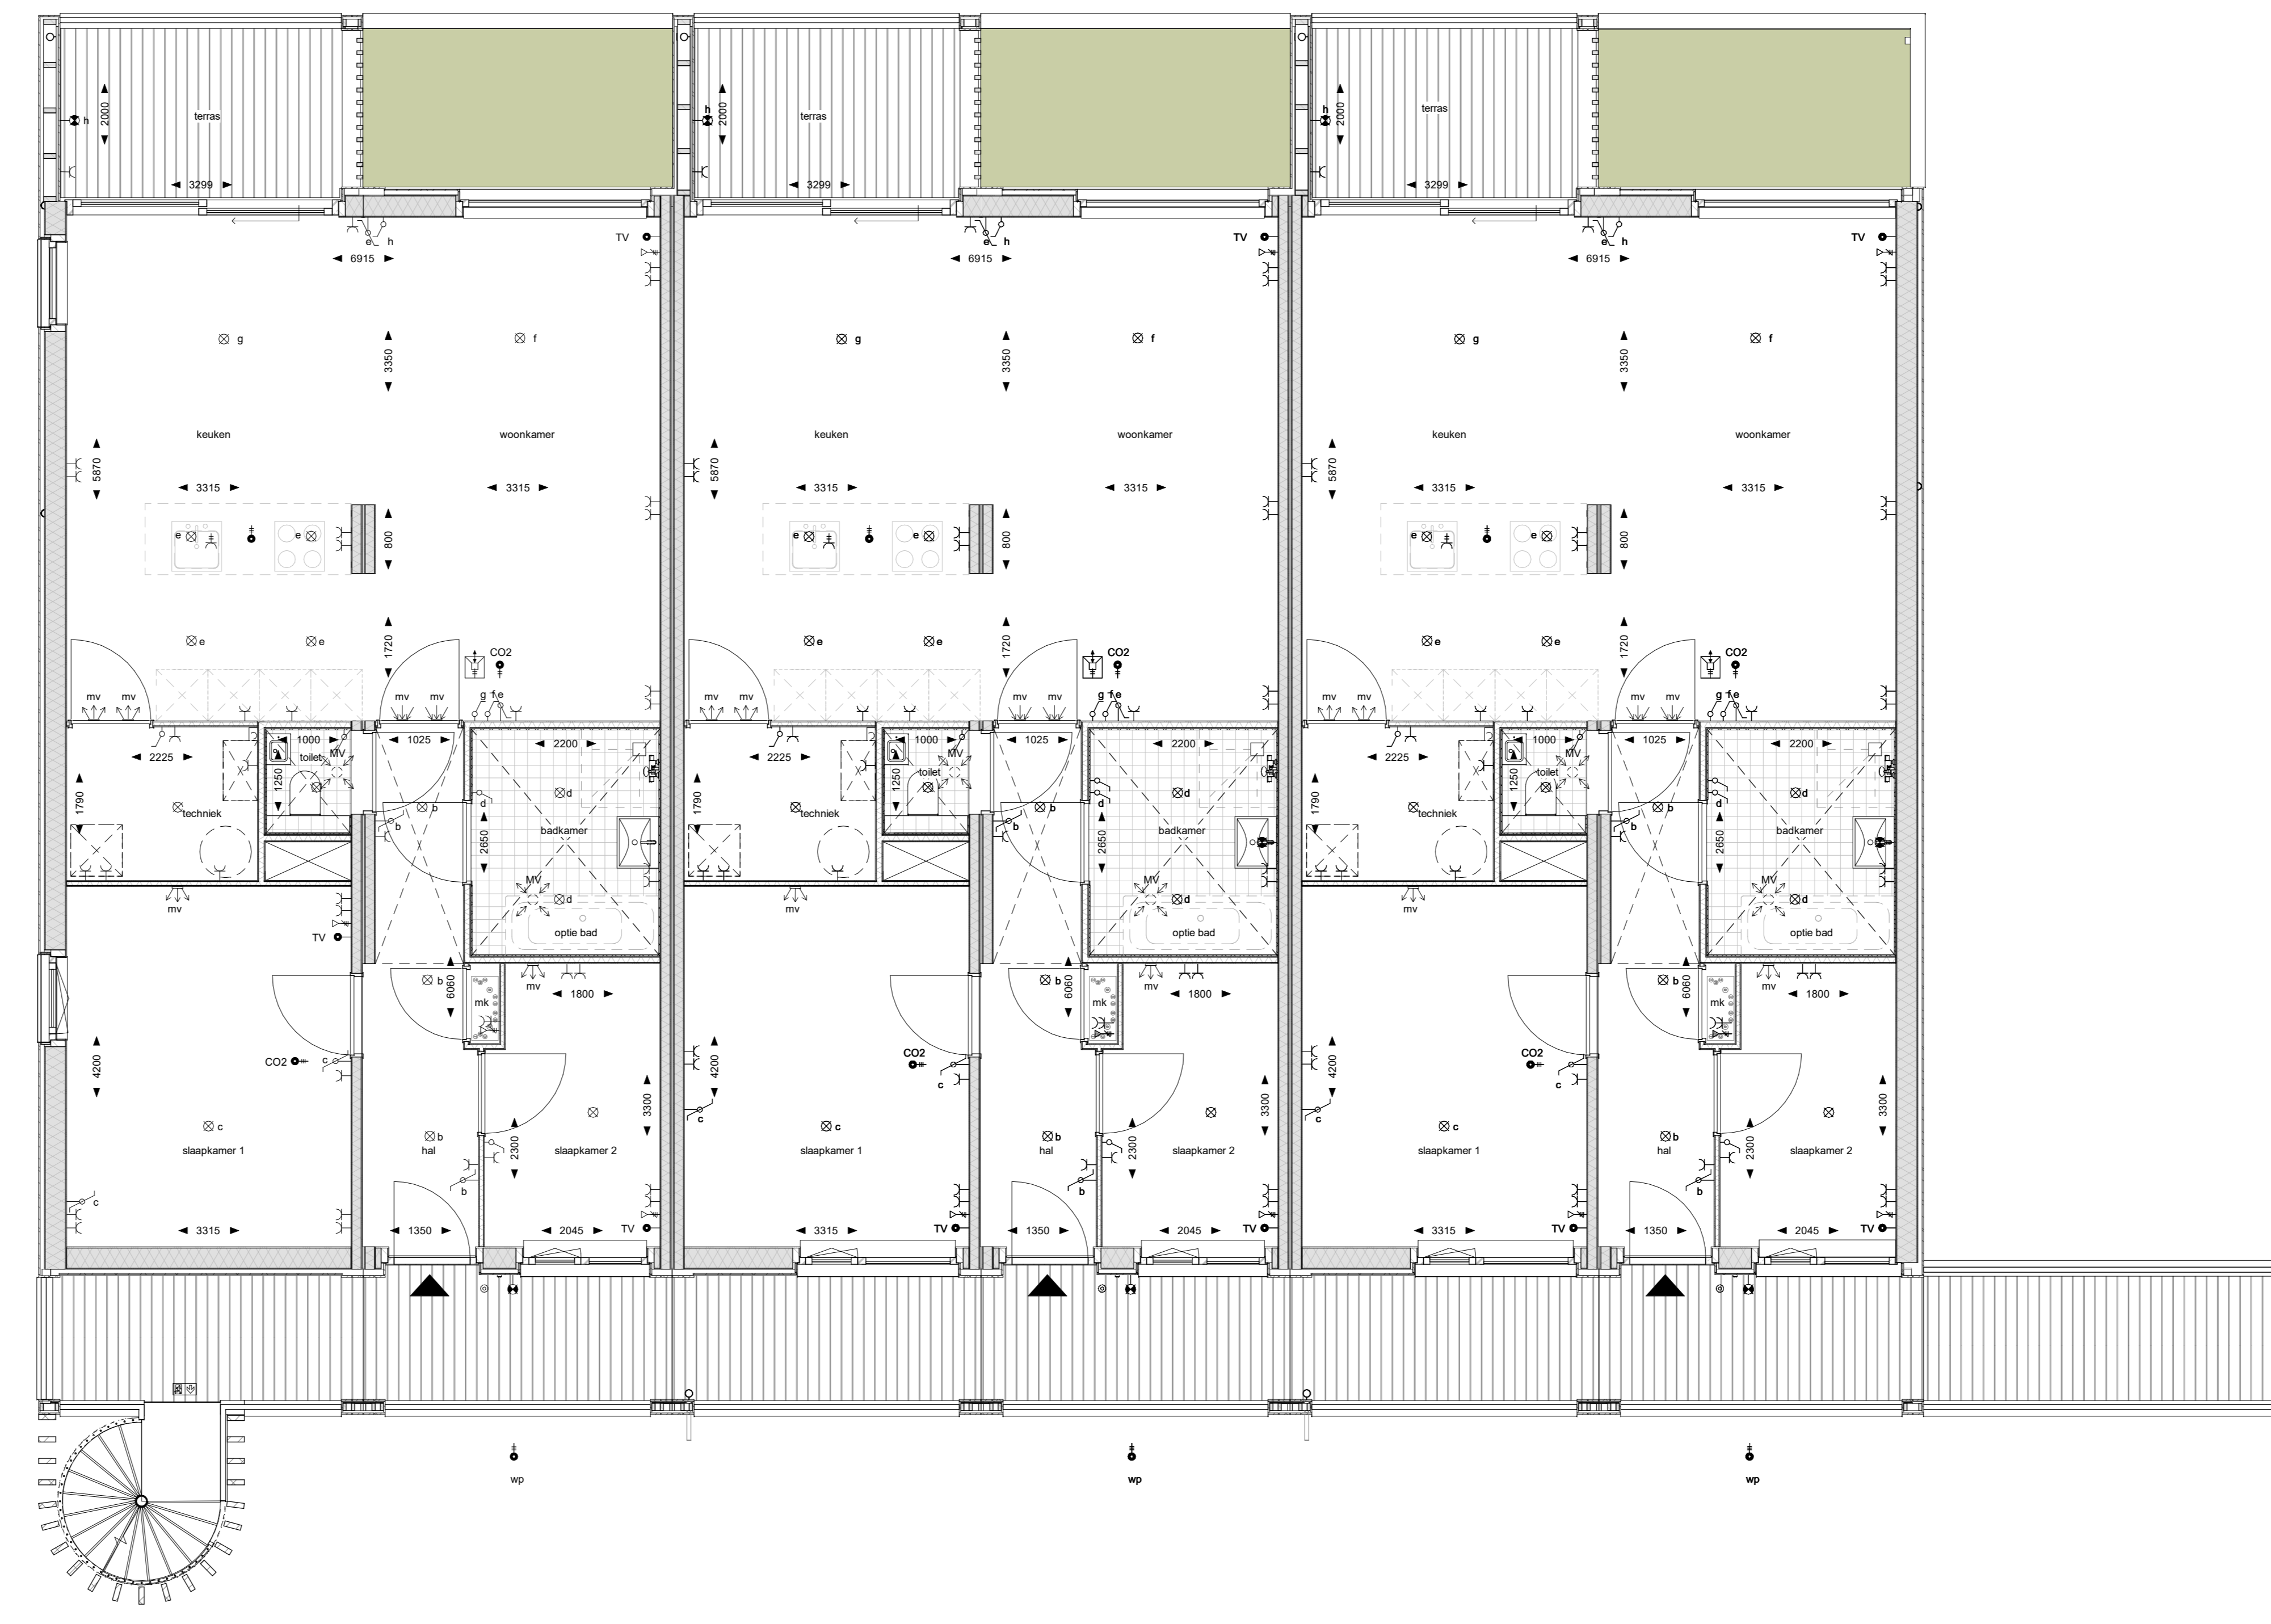 terras
h
2000
3299
terras
h
2000
3299
terras
h
2000
3299
e h
TV
6915
e h
TV
6915
e h
TV
6915
g
f
3350
g
f
3350
g
f
3350
keuken
woonkamer
keuken
woonkamer
keuken
woonkamer
5870
3315
3315
5870
3315
3315
5870
3315
3315
e
e
800
e
e
800
e
e
800
e
e
1720
CO2
e
e
1720
CO2
e
e
1720
CO2
mv mv
mv mv
g f e
mv mv
mv mv
g f e
mv mv
mv mv
g f e
2225
1000
MV
toilet
1250
1025
2200
2225
1000
MV
toilet
1250
1025
2200
2225
1000
MV
toilet
1250
1025
2200
1790
techniek
b
b
d
d
2650
badkamer
1790
techniek
b
b
d
d
2650
badkamer
1790
techniek
b
b
d
d
2650
badkamer
mv
MV
d
optie bad
mv
MV
d
optie bad
mv
MV
d
optie bad
TV
b
6060
mk
mv
1800
b
6060
mk
mv
1800
b
6060
mk
mv
1800
4200
CO2
c
3300
4200
CO2
c
3300
4200
CO2
c
3300
c
b
2300
c
c
b
2300
c
c
b
2300
slaapkamer 1
hal
slaapkamer 2
slaapkamer 1
hal
slaapkamer 2
slaapkamer 1
hal
slaapkamer 2
c
b
b
b
3315
1350
2045
TV
3315
TV
1350
2045
TV
3315
TV
1350
2045
TV
wp
wp
wp